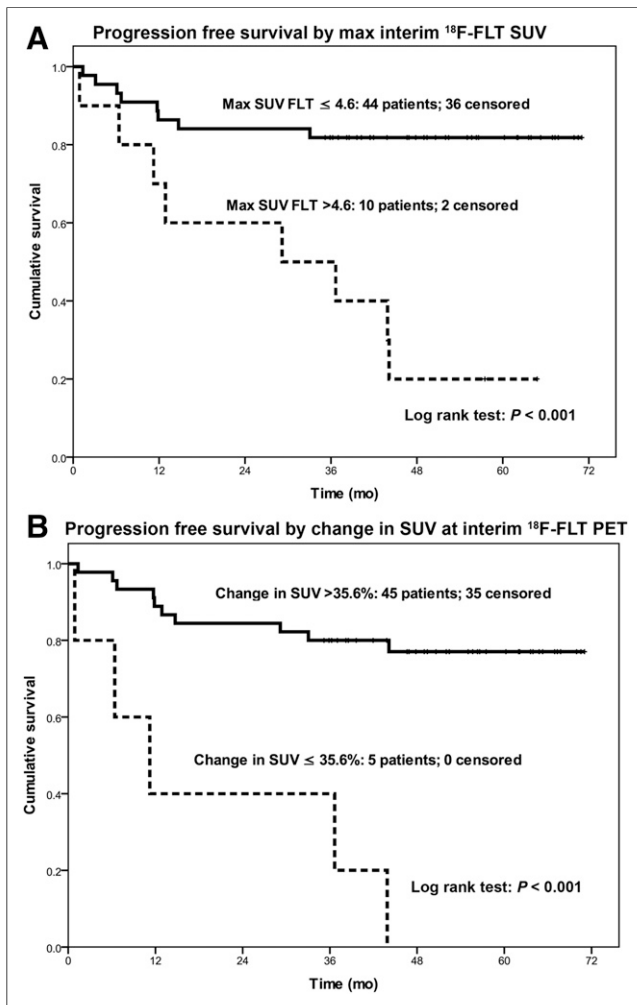 A
Progression free survival by max interim ¹⁸F-FLT SUV
1.0
Max SUV FLT ≤ 4.6: 44 patients; 36 censored
0.8
Max SUV FLT >4.6: 10 patients; 2 censored
0.6
Cumulative survival
0.4
0.2
Log rank test: P < 0.001
0.0
0 12 24 36 48 60 72
Time (mo)
B
Progression free survival by change in SUV at interim ¹⁸F-FLT PET
1.0
Change in SUV >35.6%: 45 patients; 35 censored
0.8
0.6
Cumulative survival
Change in SUV ≤ 35.6%: 5 patients; 0 censored
0.4
0.2
Log rank test: P < 0.001
0.0
0 12 24 36 48 60 72
Time (mo)